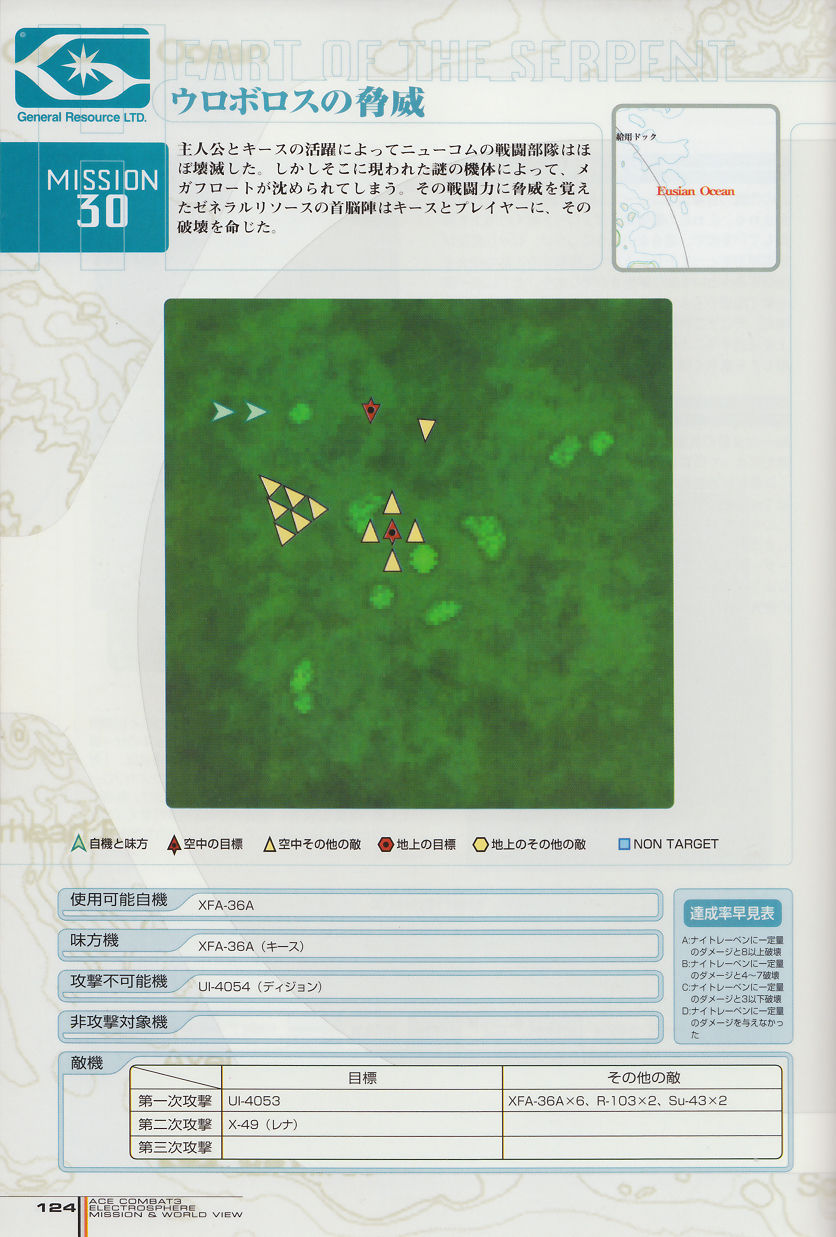 HEART OF THE SERPENT
General Resource LTD.
ウロボロスの脅威
MISSION
30
主人公とキースの活躍によってニューコムの戦闘部隊はほ
ぼ壊滅した。しかしそこに現われた謎の機体によって、メ
ガフロートが沈められてしまう。その戦闘力に脅威を覚え
たゼネラルリソースの首脳陣はキースとプレイヤーに、その
破壊を命じた。
給用ドック
Eusian Ocean
自機と味方
空中の目標
空中その他の敵
地上の目標
地上のその他の敵
NON TARGET
使用可能自機
XFA-36A
味方機
XFA-36A（キース）
攻撃不可能機
UI-4054（ディジョン）
非攻撃対象機
達成率早見表
A:ナイトレーベンに一定量
のダメージと8以上破壊
B:ナイトレーベンに一定量
のダメージと4〜7破壊
C:ナイトレーベンに一定量
のダメージと3以下破壊
D:ナイトレーベンに一定量
のダメージを与えなかっ
た
敵機
目標
その他の敵
第一次攻撃
UI-4053
XFA-36A×6、R-103×2、Su-43×2
第二次攻撃
X-49（レナ）
第三次攻撃
124
ACE COMBAT3
ELECTROSPHERE
MISSION & WORLD VIEW